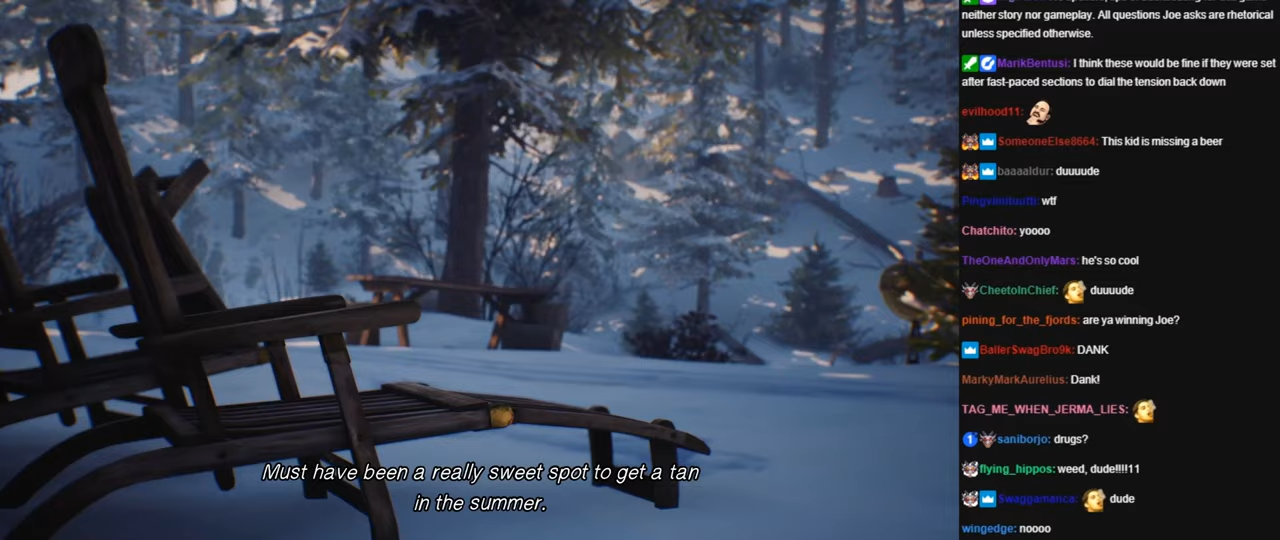 Must have been a really sweet spot to get a tan
in the summer.
neither story nor gameplay. All questions Joe asks are rhetorical
unless specified otherwise.
MarikBentusi: I think these would be fine if they were set
after fast-paced sections to dial the tension back down
evilhood11:
SomeoneElse8664: This kid is missing a beer
baaaaldur: duuuude
Pingviinituutti: wtf
Chatchito: yoooo
TheOneAndOnlyMars: he's so cool
CheetoInChief: duuuude
pining_for_the_fjords: are ya winning Joe?
BallerSwagBro9k: DANK
MarkyMarkAurelius: Dank!
TAG_ME_WHEN_JERMA_LIES:
1 saniborjo: drugs?
flying_hippos: weed, dude!!!!11
Swaggamanca: dude
wingedge: noooo